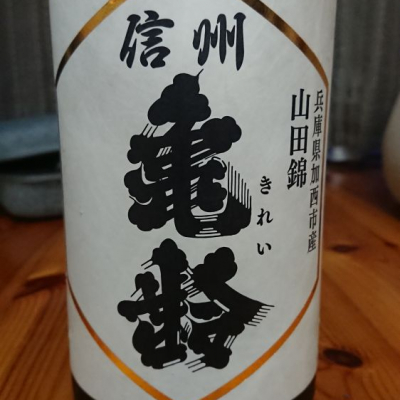 信州
亀齢
きれい
兵庫県加西市産
山田錦